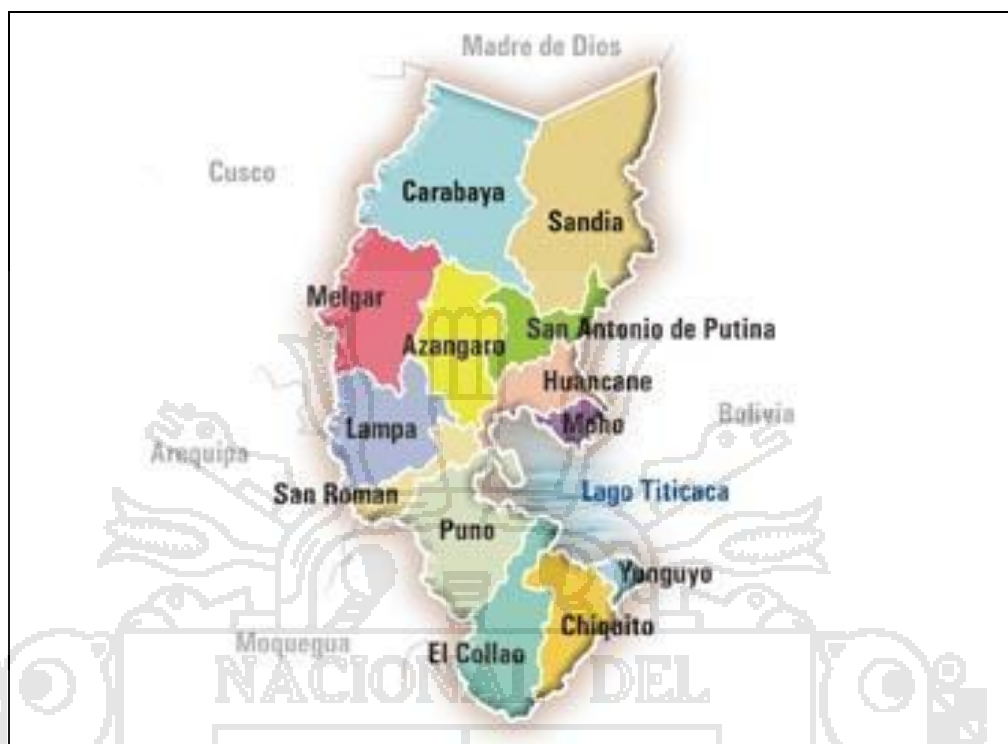 Madre de Dios
Cusco
Carabaya
Sandia
Melgar
San Antonio de Putina
Azangaro
Huancane
Bolivia
Moho
Lampa
Arequipa
Lago Titicaca
San Roman
Puno
Yunguyo
Chiquito
Moquegua
El Collao
NACIONAL DEL